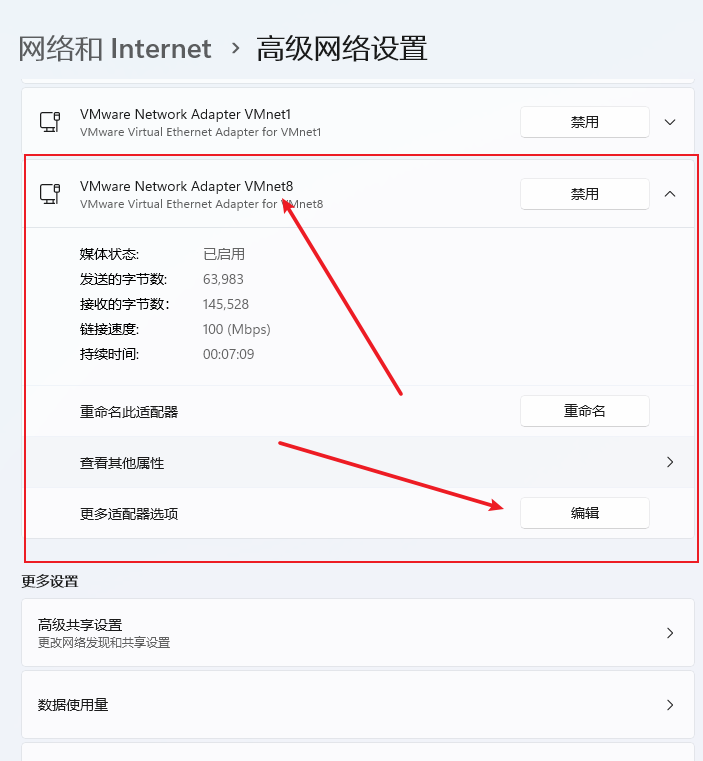 网络和 Internet › 高级网络设置
VMware Network Adapter VMnet1
VMware Virtual Ethernet Adapter for VMnet1
禁用
VMware Network Adapter VMnet8
VMware Virtual Ethernet Adapter for VMnet8
禁用
媒体状态: 已启用
发送的字节数: 63,983
接收的字节数: 145,528
链接速度: 100 (Mbps)
持续时间: 00:07:09
重命名此适配器 重命名
查看其他属性
更多适配器选项 编辑
更多设置
高级共享设置
更改网络发现和共享设置
数据使用量